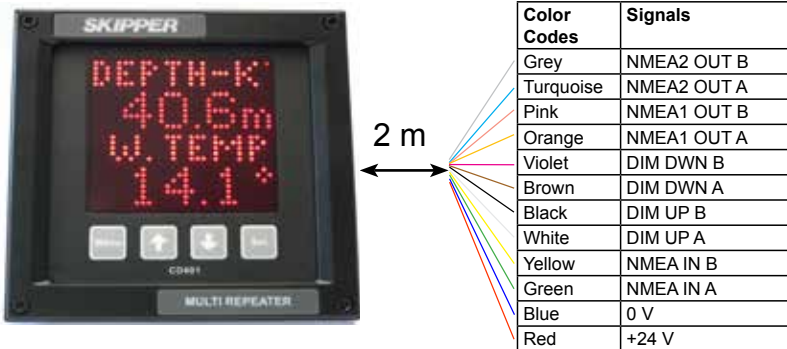 SKIPPER
DEPTH-K
40.6m
W.TEMP
14.1°
Menu
CD401
MULTI REPEATER
2 m
Color Codes Signals
Grey NMEA2 OUT B
Turquoise NMEA2 OUT A
Pink NMEA1 OUT B
Orange NMEA1 OUT A
Violet DIM DWN B
Brown DIM DWN A
Black DIM UP B
White DIM UP A
Yellow NMEA IN B
Green NMEA IN A
Blue 0 V
Red +24 V